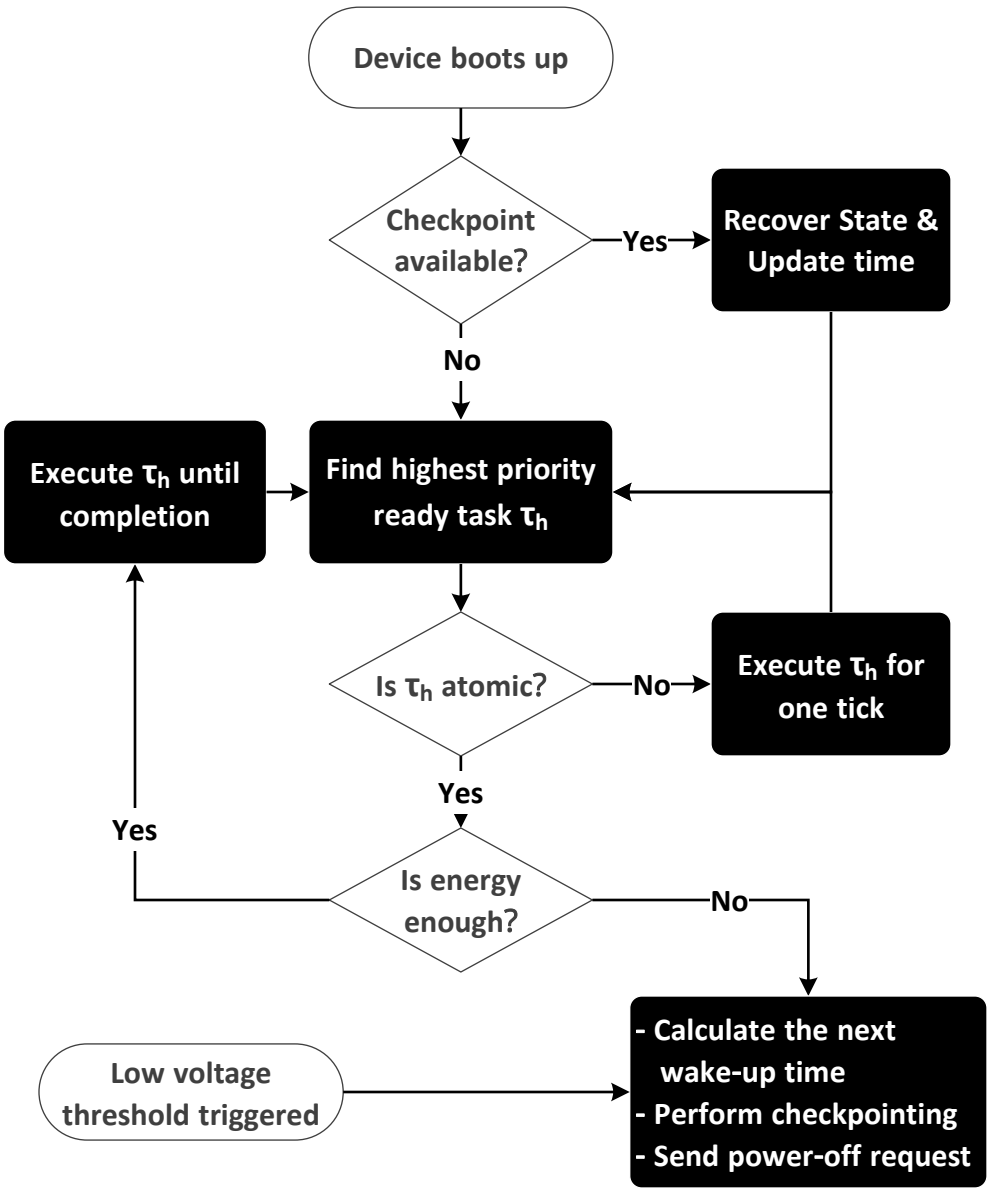 Device boots up
Checkpoint
available?
Yes
Recover State &
Update time
No
Execute τh until
completion
Find highest priority
ready task τh
Is τh atomic?
No
Execute τh for
one tick
Yes
Yes
Is energy
enough?
No
- Calculate the next
wake-up time
- Perform checkpointing
- Send power-off request
Low voltage
threshold triggered